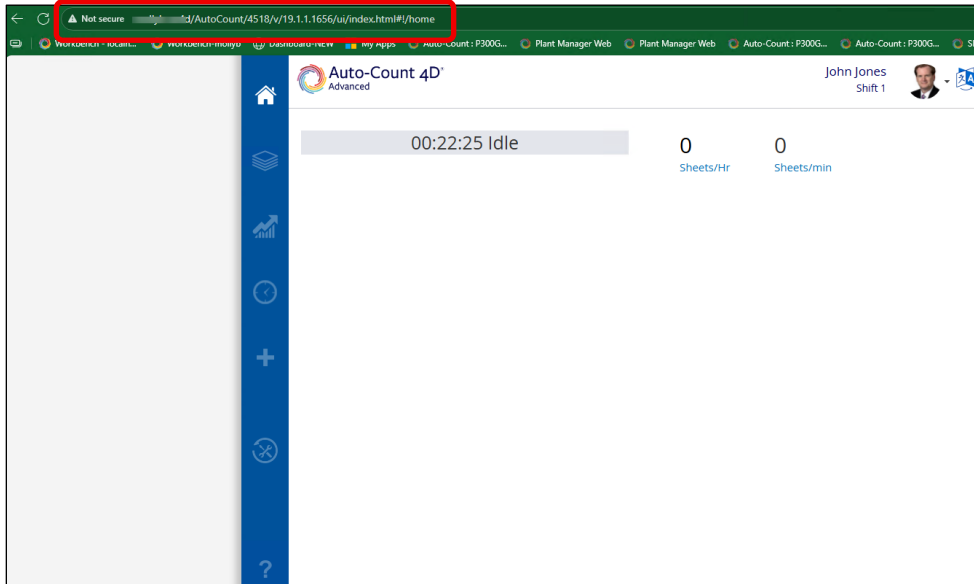 Not secure d/AutoCount/4518/v/19.1.1.1656/ui/index.html#!/home
Workbench-mollyb Dashboard-NEW My Apps Auto-Count : P300G... Plant Manager Web Plant Manager Web Auto-Count : P300G... Auto-Count : P300G...
Auto-Count 4D
Advanced
John Jones
Shift 1
00:22:25 Idle
0
0
Sheets/Hr
Sheets/min
?